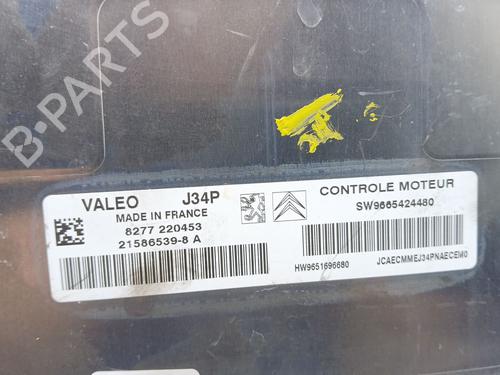 B-PARTS
VALEO J34P
MADE IN FRANCE
8277 220453
21586539-8 A
CONTROLE MOTEUR
SW9665424480
HW9651696680
JCAECMMEJ34PNAECEM0